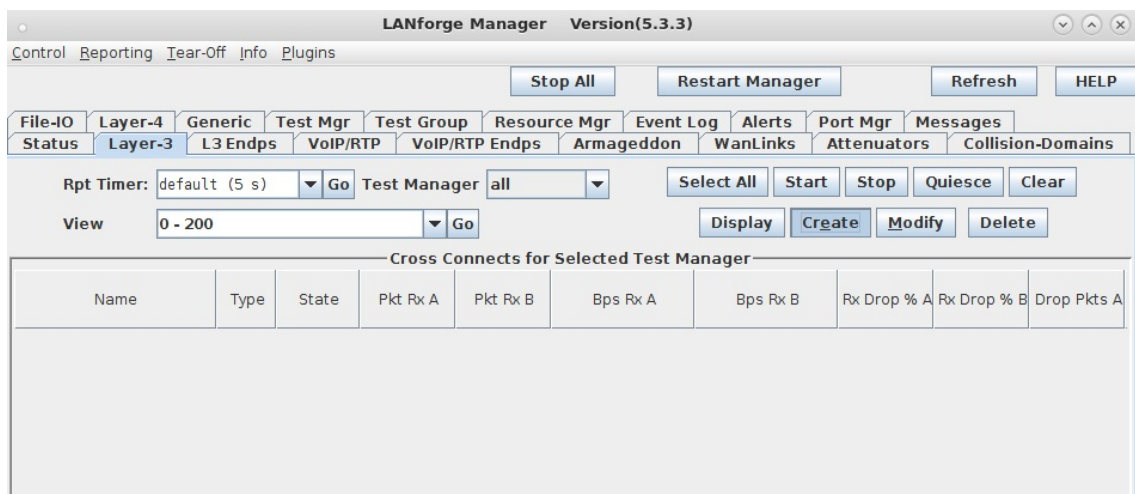 LANforge Manager Version(5.3.3)
Control Reporting Tear-Off Info Plugins
Stop All Restart Manager Refresh HELP
File-IO Layer-4 Generic Test Mgr Test Group Resource Mgr Event Log Alerts Port Mgr Messages
Status Layer-3 L3 Endps VoIP/RTP VoIP/RTP Endps Armageddon WanLinks Attenuators Collision-Domains
Rpt Timer: default (5 s) Go Test Manager all Select All Start Stop Quiesce Clear
View 0 - 200 Go Display Create Modify Delete
Cross Connects for Selected Test Manager
Name Type State Pkt Rx A Pkt Rx B Bps Rx A Bps Rx B Rx Drop % A Rx Drop % B Drop Pkts A